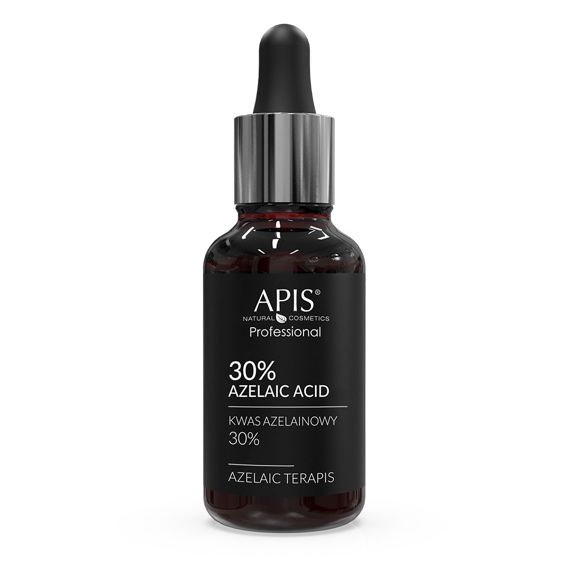 APIS®
NATURAL COSMETICS
Professional
30%
AZELAIC ACID
KWAS AZELAINOWY
30%
AZELAIC TERAPIS